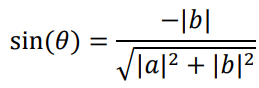 sin(θ) = −|b| / √|a|² + |b|²